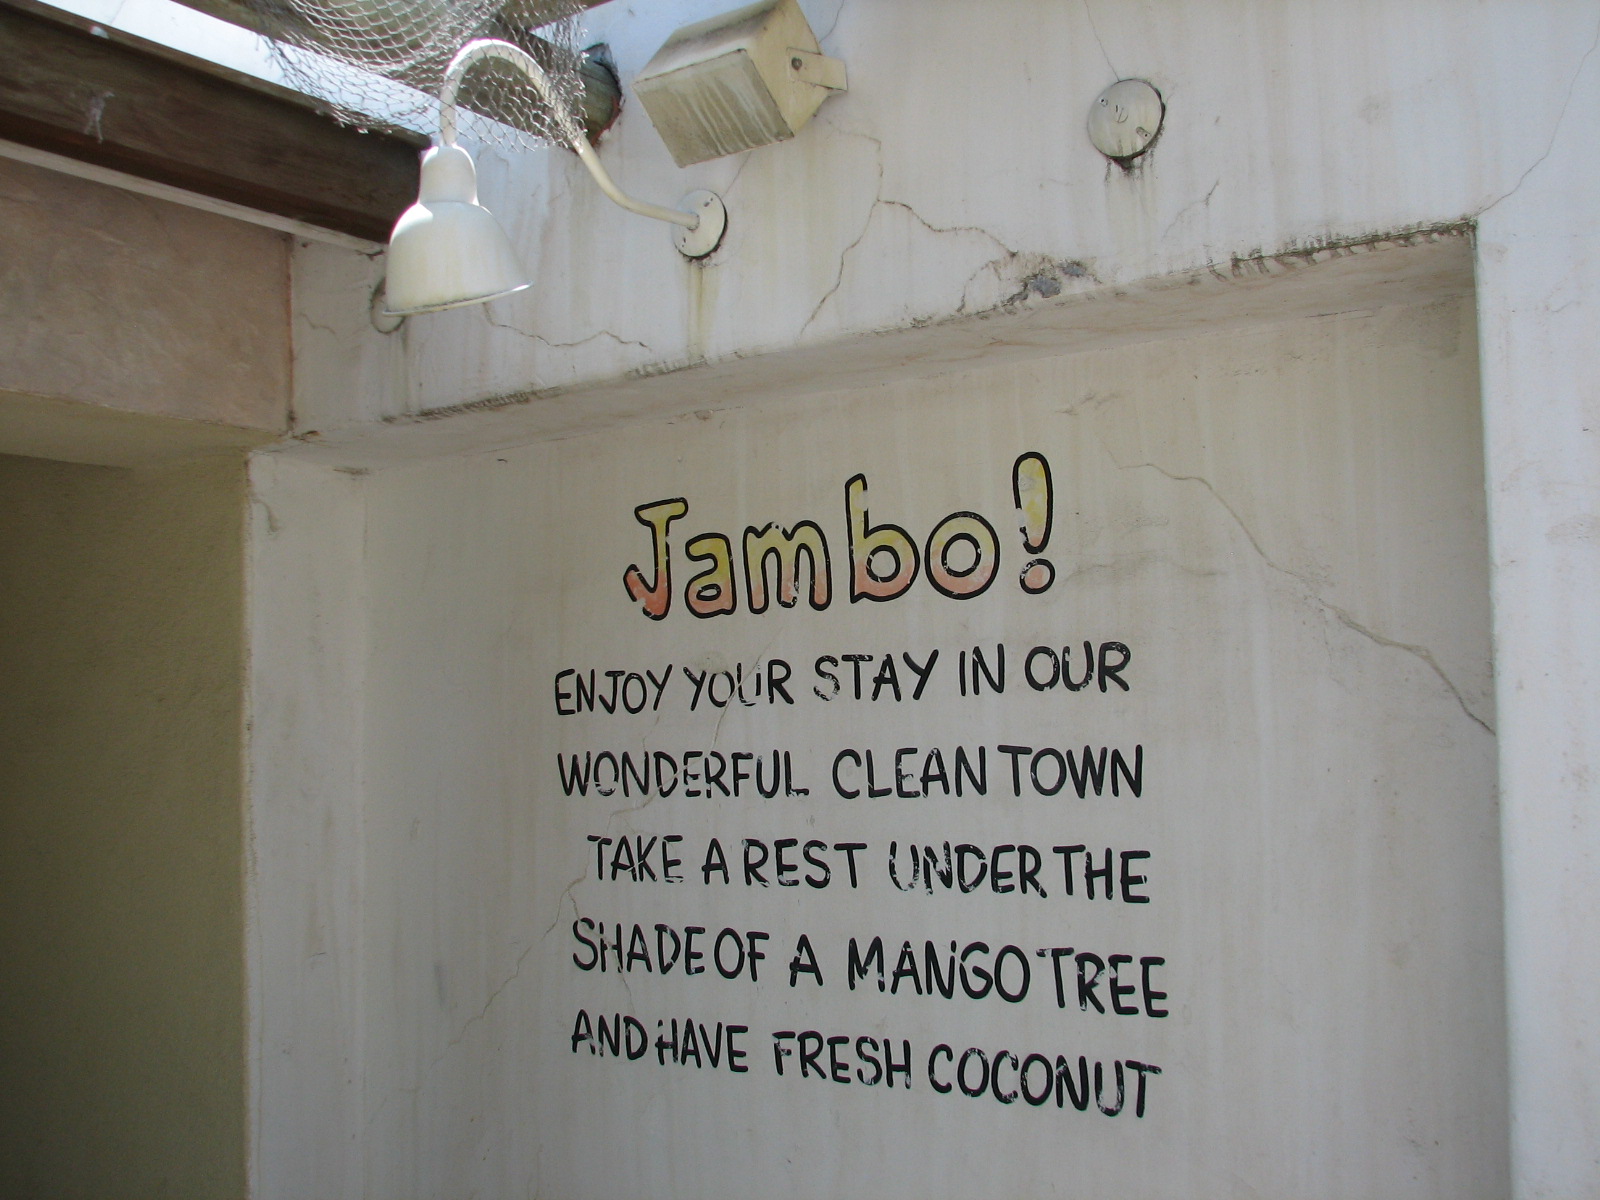 Jambo!
ENJOY YOUR STAY IN OUR
WONDERFUL CLEAN TOWN
TAKE A REST UNDER THE
SHADE OF A MANGO TREE
AND HAVE FRESH COCONUT